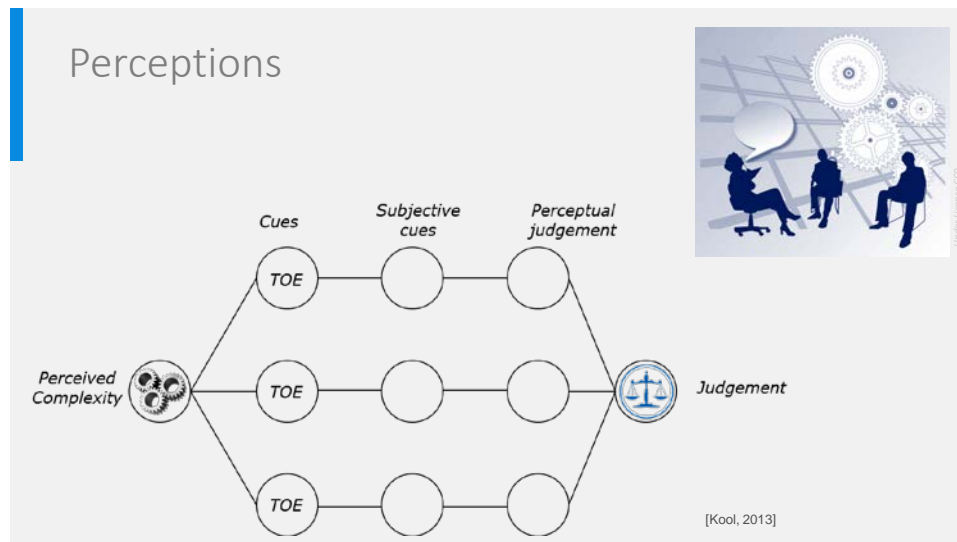 Perceptions
Cues
Subjective
cues
Perceptual
judgement
TOE
Perceived
Complexity
TOE
Judgement
TOE
[Kool, 2013]